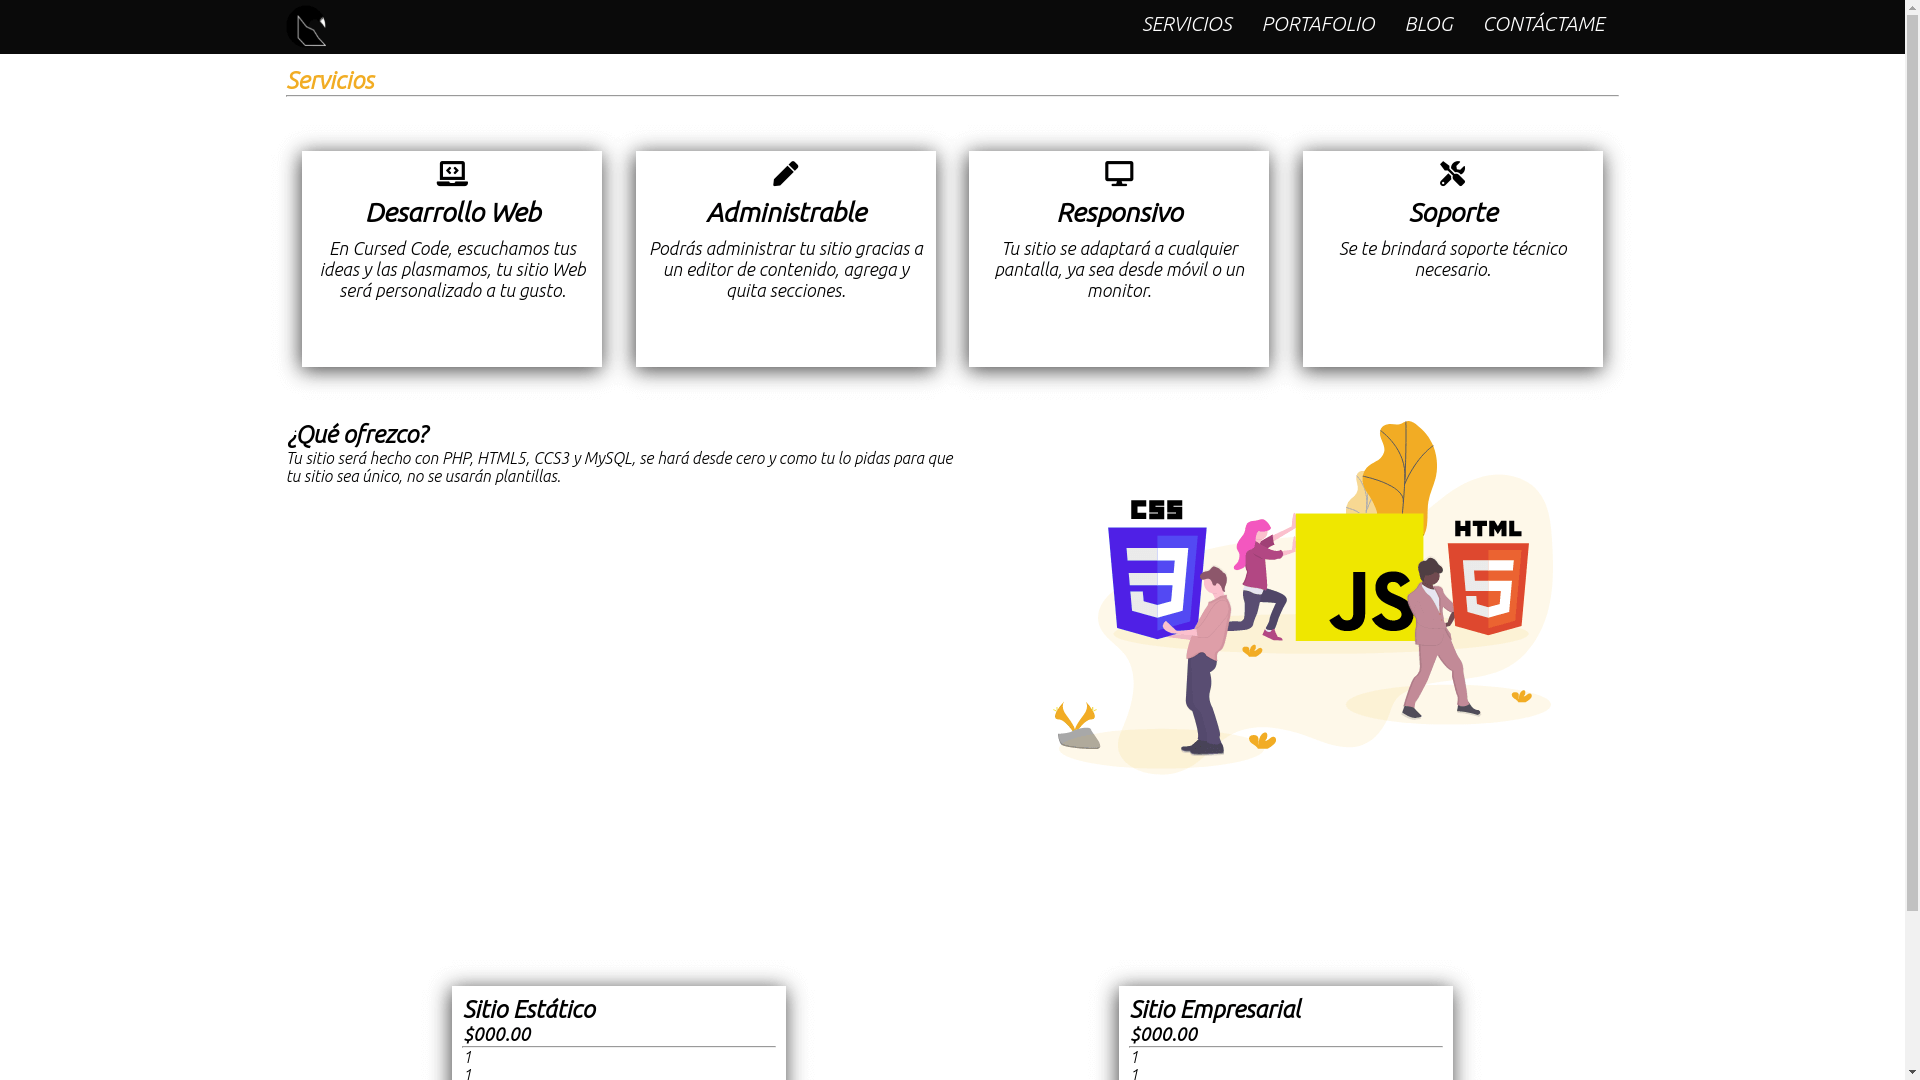 SERVICIOS PORTAFOLIO BLOG CONTÁCTAME
Servicios
Desarrollo Web
En Cursed Code, escuchamos tus
ideas y las plasmamos, tu sitio Web
será personalizado a tu gusto.
Administrable
Podrás administrar tu sitio gracias a
un editor de contenido, agrega y
quita secciones.
Responsivo
Tu sitio se adaptará a cualquier
pantalla, ya sea desde móvil o un
monitor.
Soporte
Se te brindará soporte técnico
necesario.
¿Qué ofrezco?
Tu sitio será hecho con PHP, HTML5, CCS3 y MySQL, se hará desde cero y como tu lo pidas para que
tu sitio sea único, no se usarán plantillas.
CSS
3
JS
HTML
5
Sitio Estático
$000.00
1
1
Sitio Empresarial
$000.00
1
1